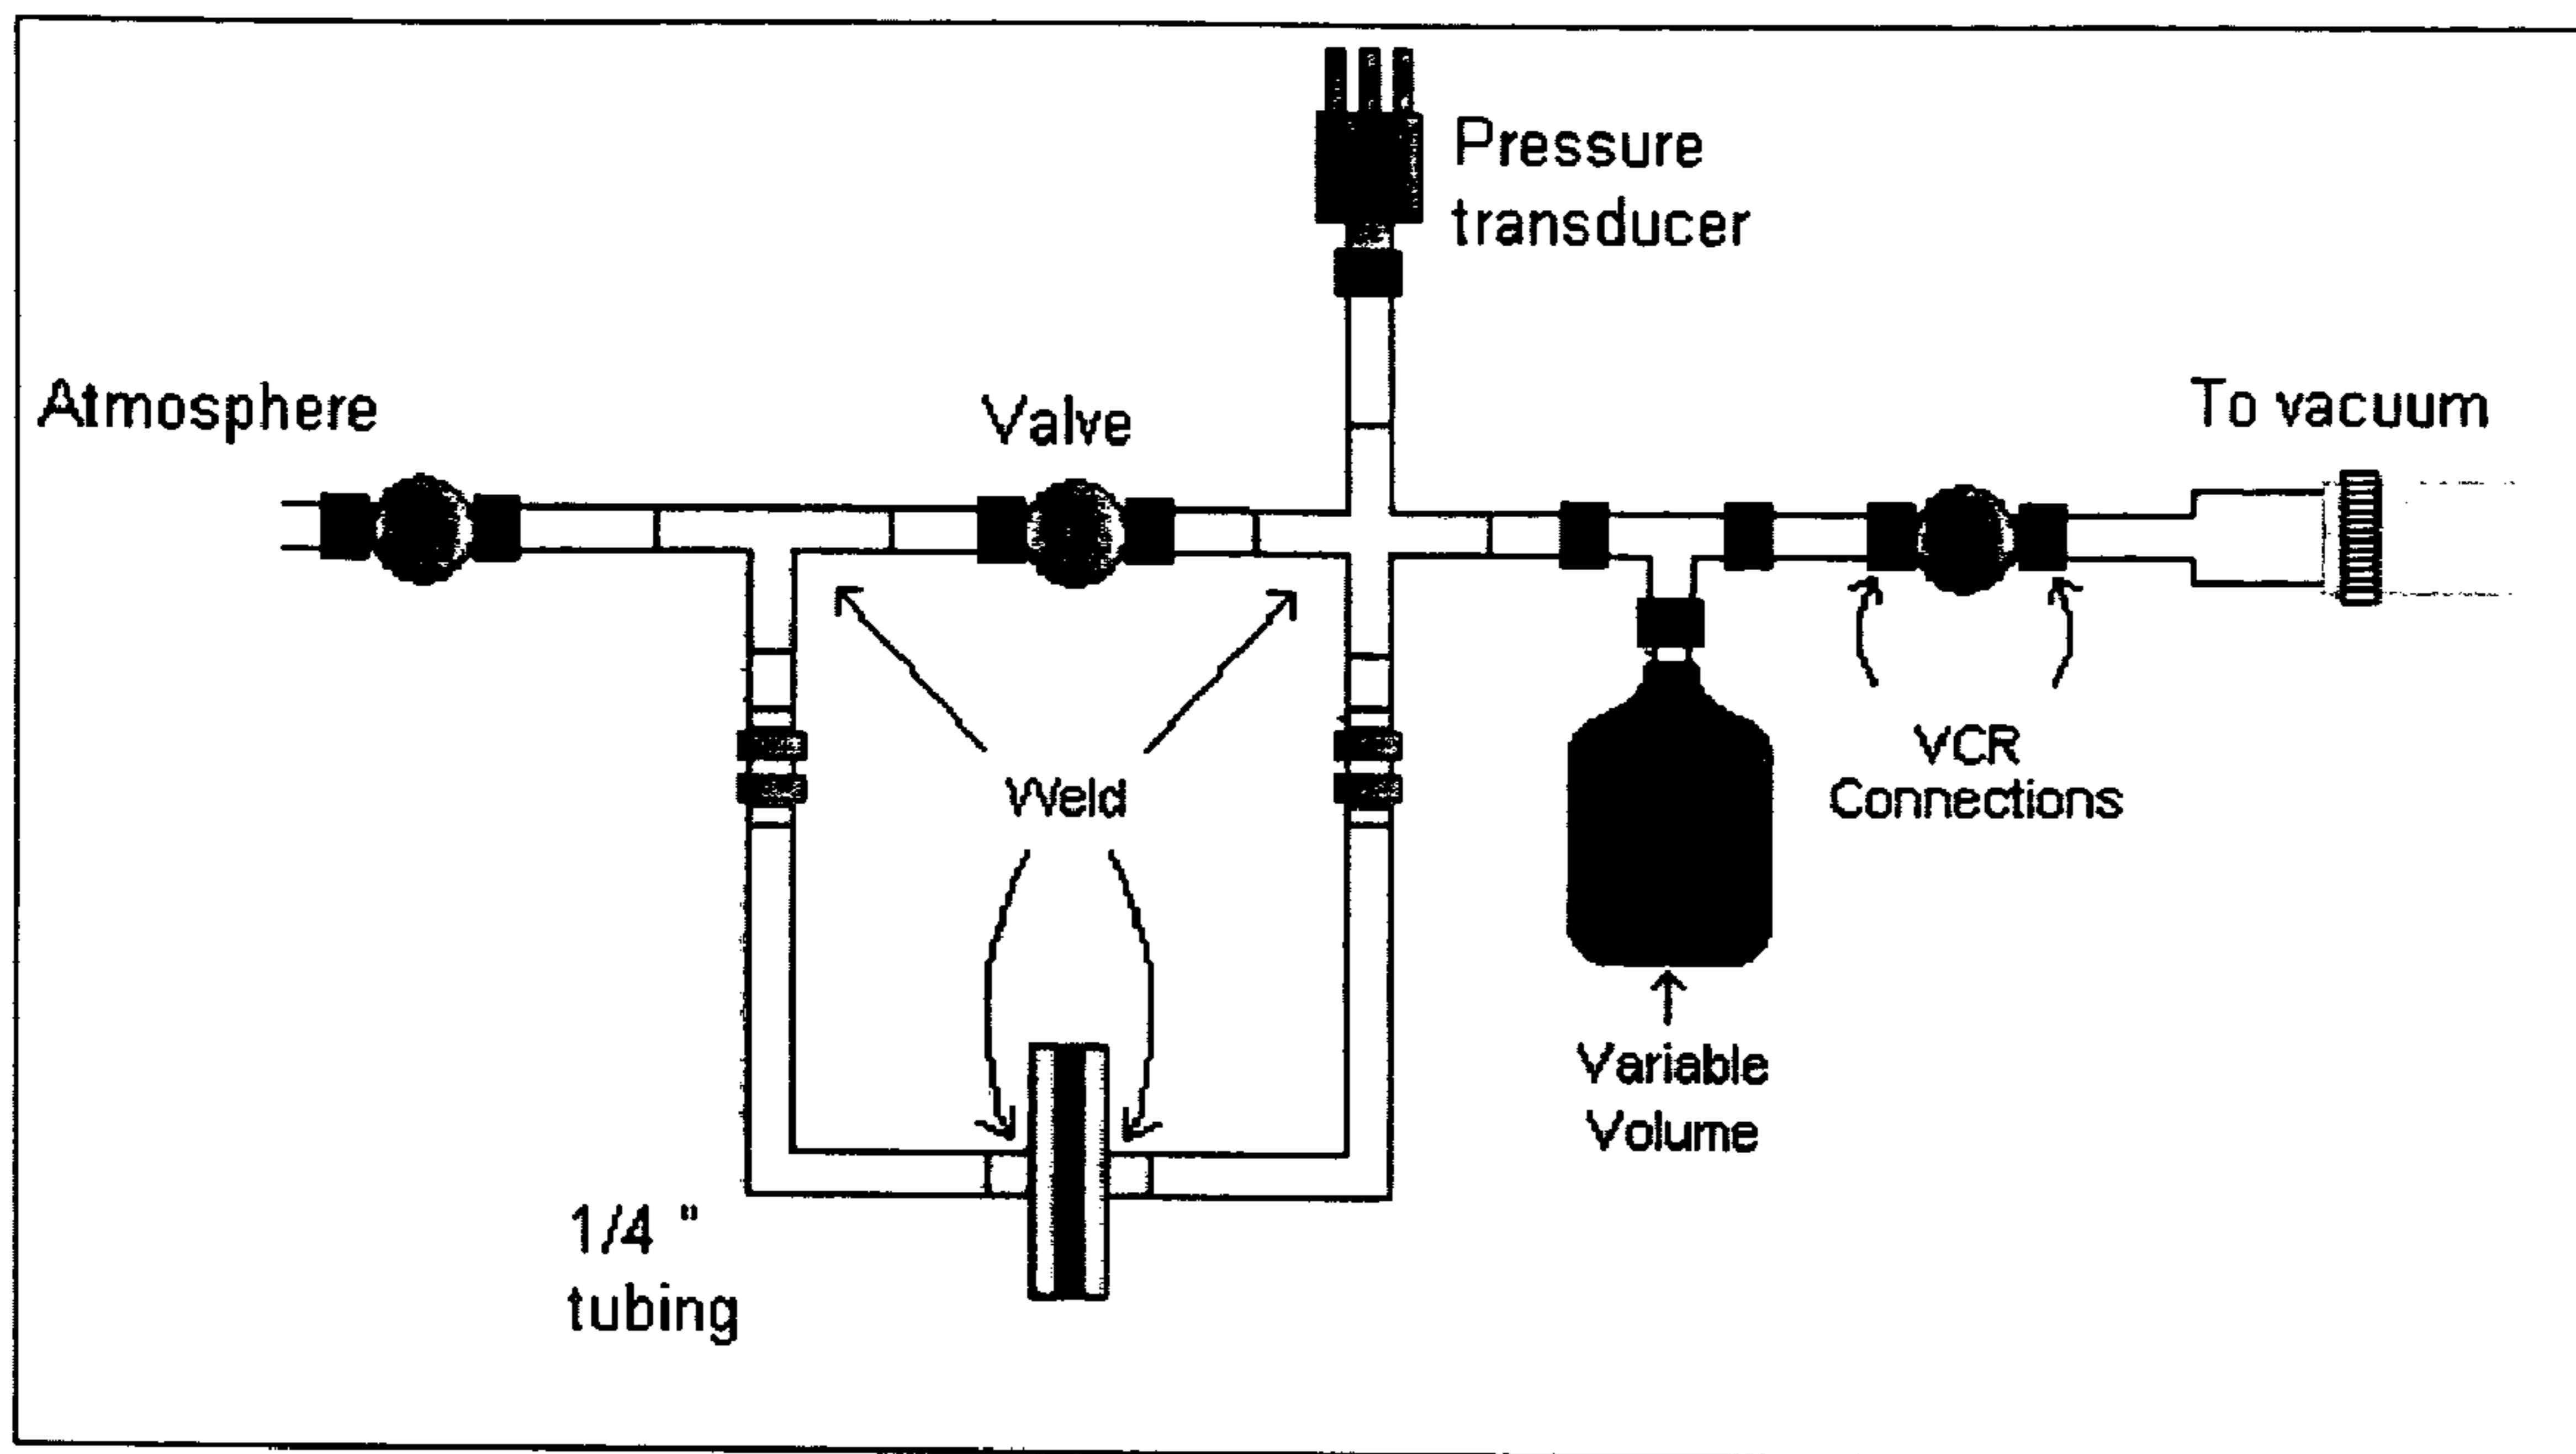 Pressure
transducer
Atmosphere
Valve
To vacuum
Weld
VCR
Connections
Variable
Volume
1/4 "
tubing